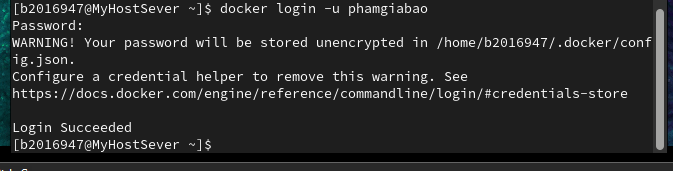 [b2016947@MyHostSever ~]$ docker login -u phamgiabao
Password:
WARNING! Your password will be stored unencrypted in /home/b2016947/.docker/conf
ig.json.
Configure a credential helper to remove this warning. See
https://docs.docker.com/engine/reference/commandline/login/#credentials-store

Login Succeeded
[b2016947@MyHostSever ~]$